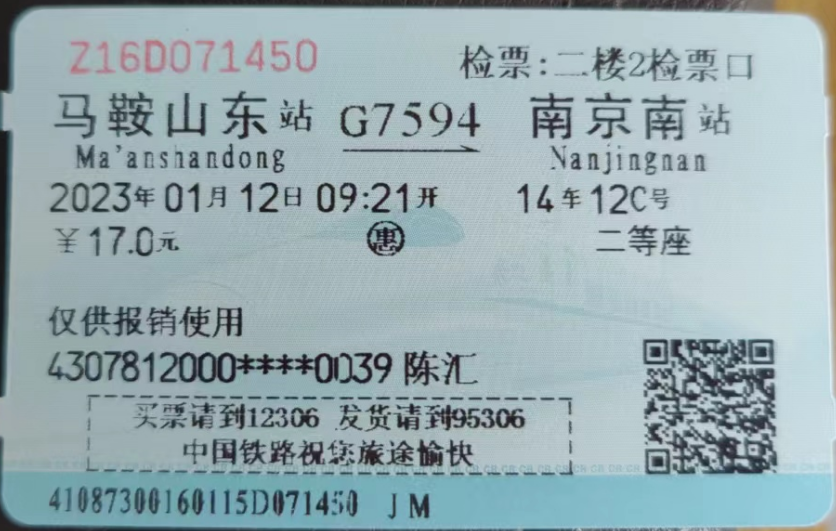 Z16D071450 检票:二楼2检票口
马鞍山东站 G7594 南京南站
Ma'anshandong Nanjingnan
2023年01月12日 09:21开 14车12C号
￥17.0元 惠 二等座
仅供报销使用
4307812000****0039 陈汇
买票请到12306 发货请到95306
中国铁路祝您旅途愉快
41087300160115D071450 JM